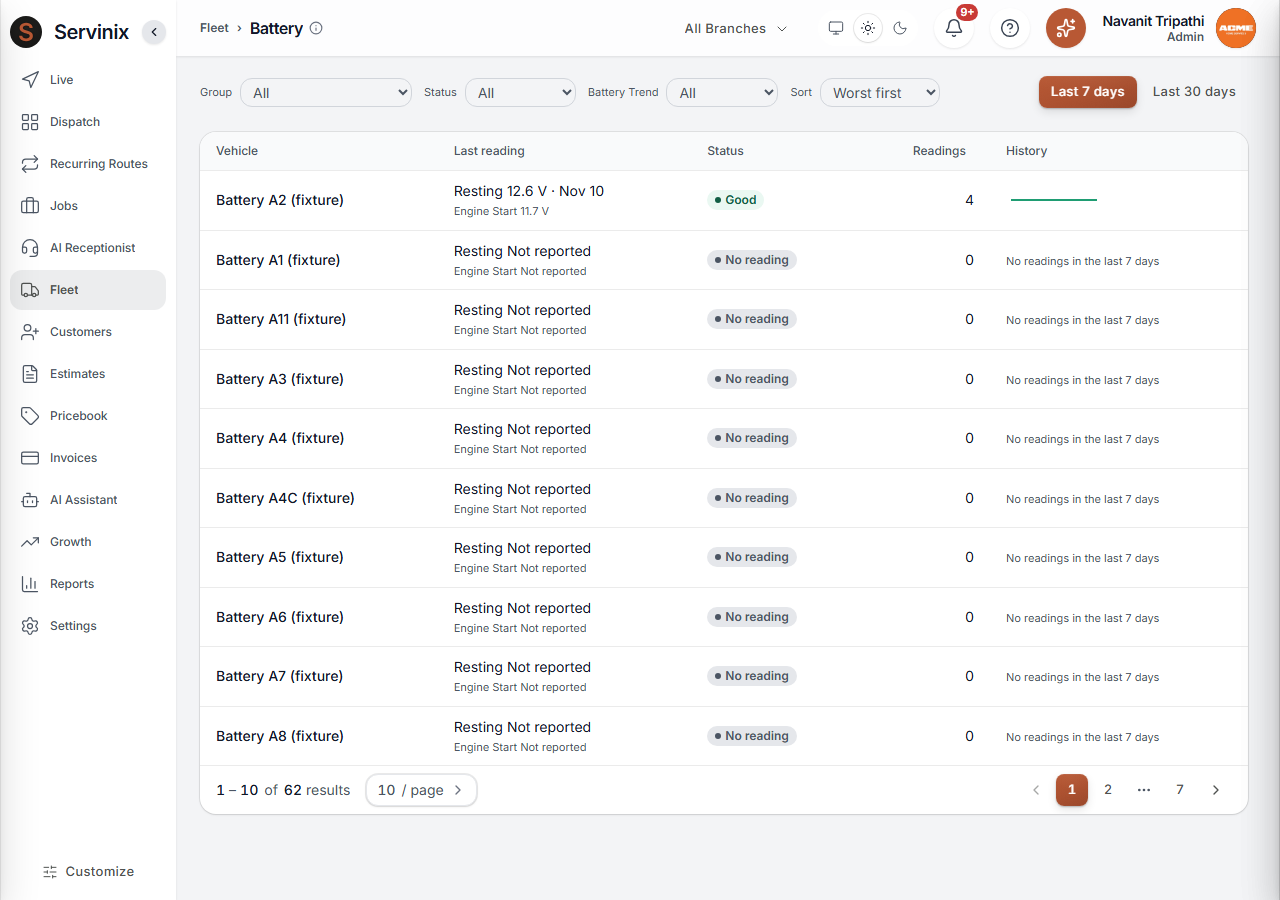 S Servinix
Fleet › Battery
All Branches
9+
Navanit Tripathi
Admin
ACME
Live
Dispatch
Recurring Routes
Jobs
AI Receptionist
Fleet
Customers
Estimates
Pricebook
Invoices
AI Assistant
Growth
Reports
Settings
Customize
Group All Status All Battery Trend All Sort Worst first Last 7 days Last 30 days
Vehicle Last reading Status Readings History
Battery A2 (fixture) Resting 12.6 V · Nov 10 Good 4
Engine Start 11.7 V
Battery A1 (fixture) Resting Not reported No reading 0 No readings in the last 7 days
Engine Start Not reported
Battery A11 (fixture) Resting Not reported No reading 0 No readings in the last 7 days
Engine Start Not reported
Battery A3 (fixture) Resting Not reported No reading 0 No readings in the last 7 days
Engine Start Not reported
Battery A4 (fixture) Resting Not reported No reading 0 No readings in the last 7 days
Engine Start Not reported
Battery A4C (fixture) Resting Not reported No reading 0 No readings in the last 7 days
Engine Start Not reported
Battery A5 (fixture) Resting Not reported No reading 0 No readings in the last 7 days
Engine Start Not reported
Battery A6 (fixture) Resting Not reported No reading 0 No readings in the last 7 days
Engine Start Not reported
Battery A7 (fixture) Resting Not reported No reading 0 No readings in the last 7 days
Engine Start Not reported
Battery A8 (fixture) Resting Not reported No reading 0 No readings in the last 7 days
Engine Start Not reported
1 – 10 of 62 results 10 / page 1 2 ··· 7